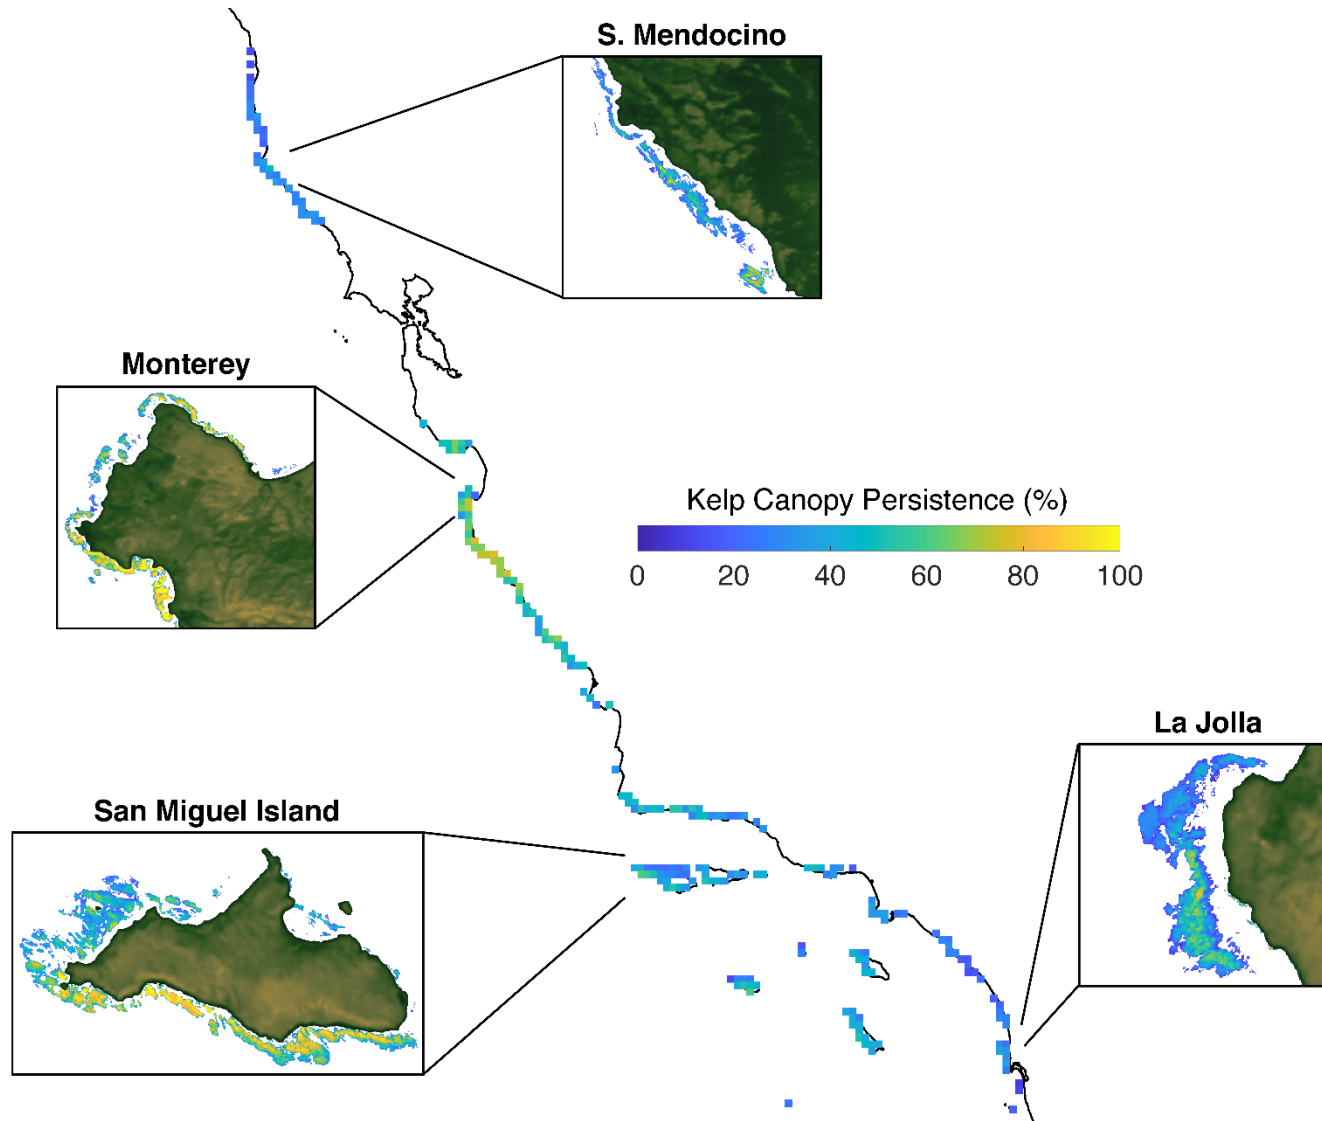 S. Mendocino
Monterey
Kelp Canopy Persistence (%)
0 20 40 60 80 100
La Jolla
San Miguel Island